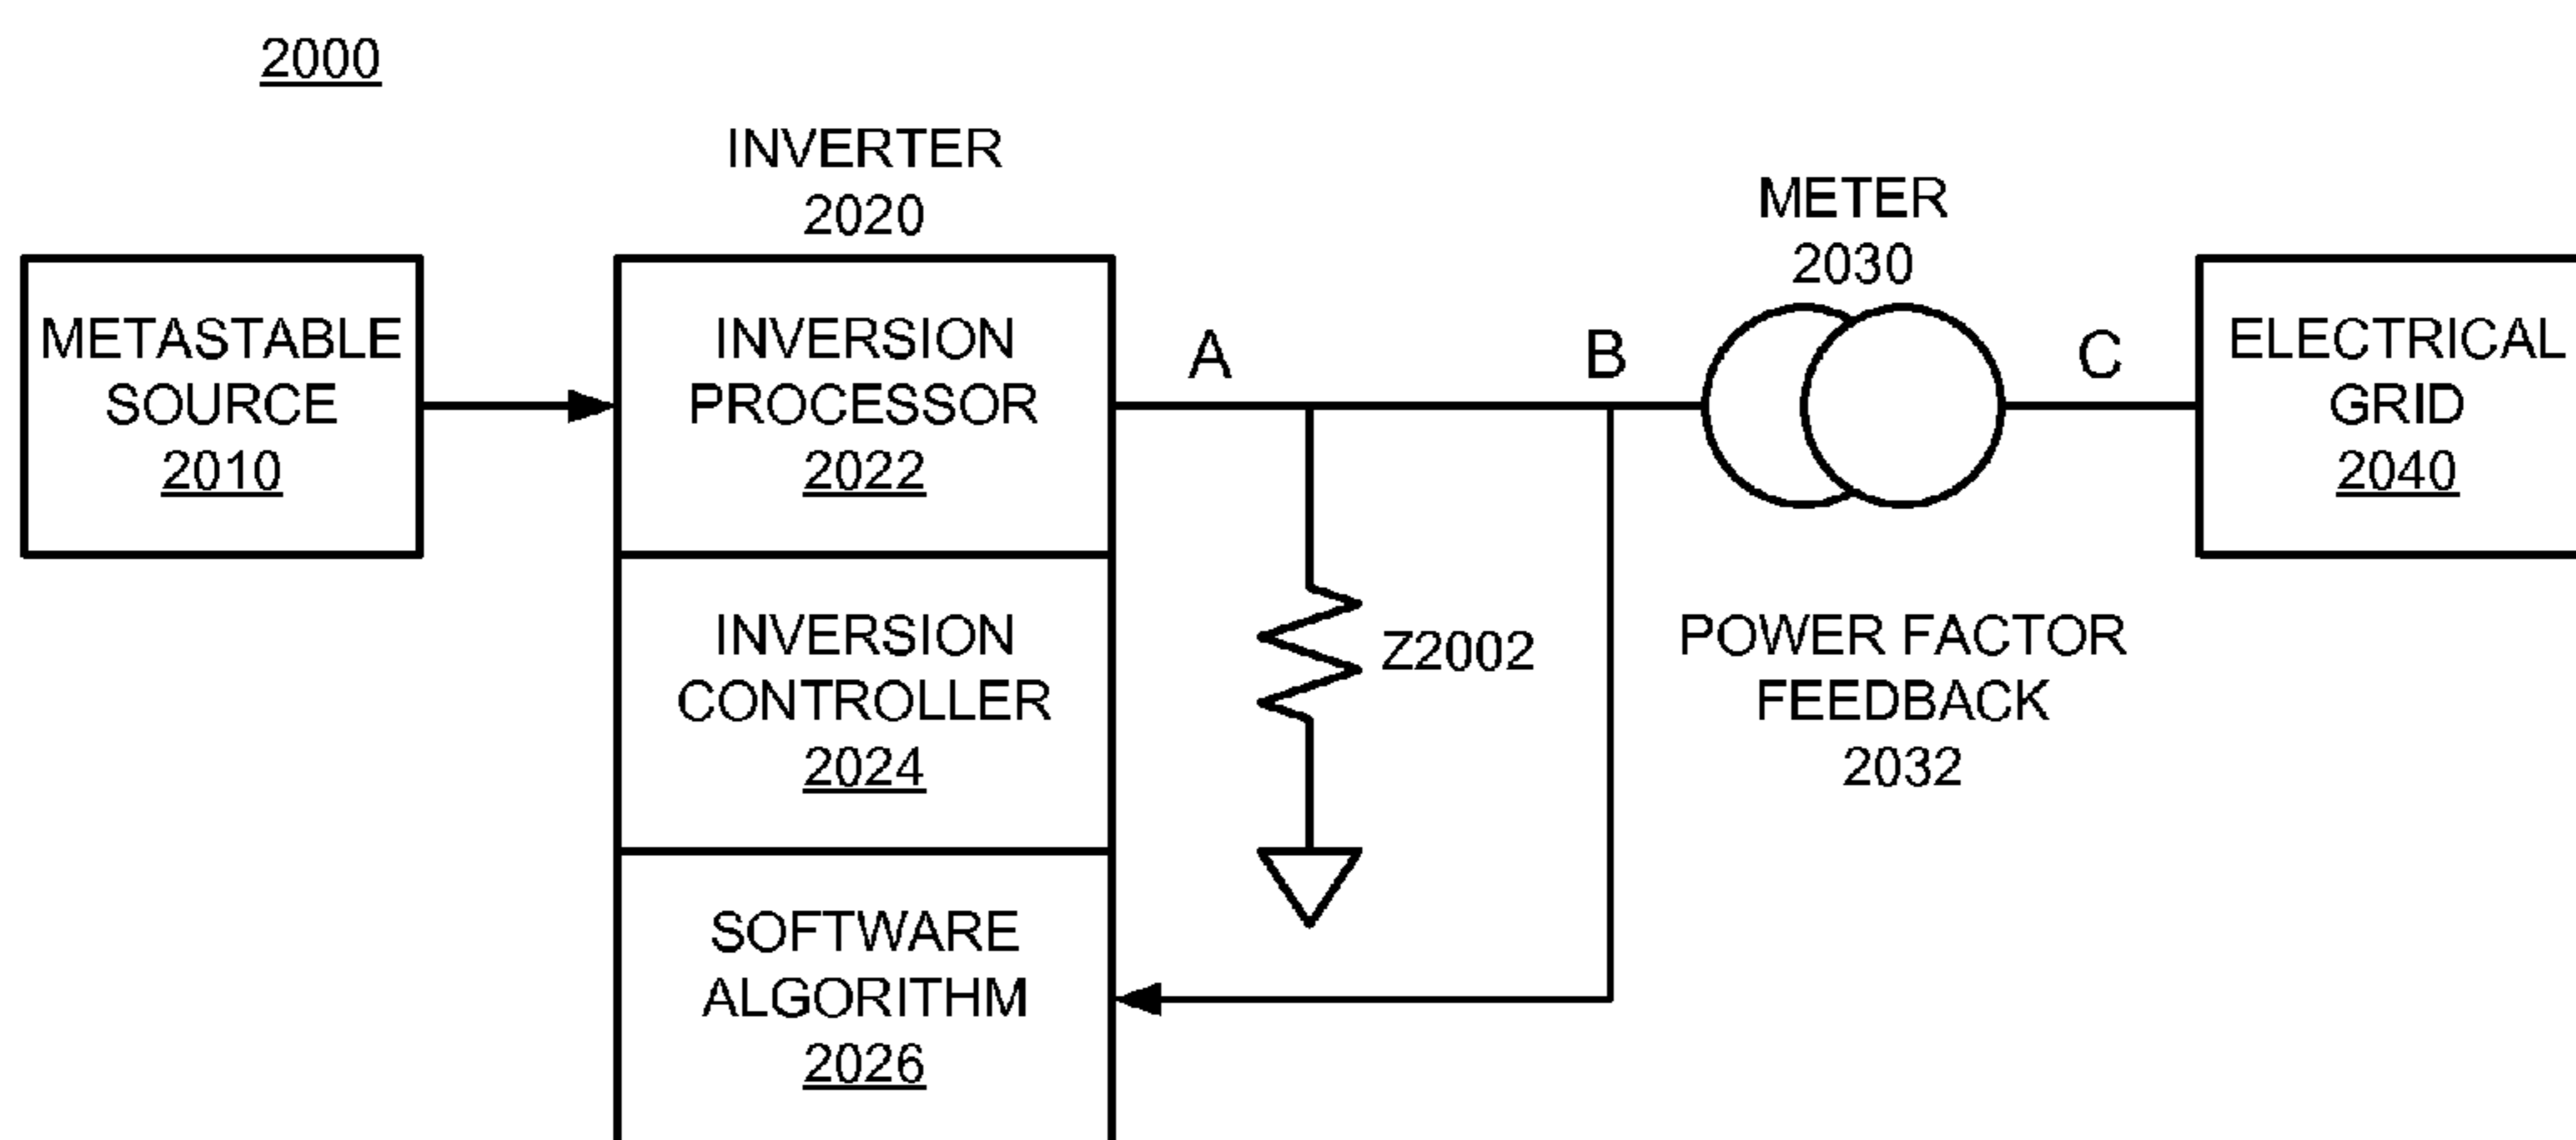 2000
INVERTER
2020
METER
2030
METASTABLE
SOURCE
2010
INVERSION
PROCESSOR
2022
A
B
C
ELECTRICAL
GRID
2040
INVERSION
CONTROLLER
2024
Z2002
POWER FACTOR
FEEDBACK
2032
SOFTWARE
ALGORITHM
2026